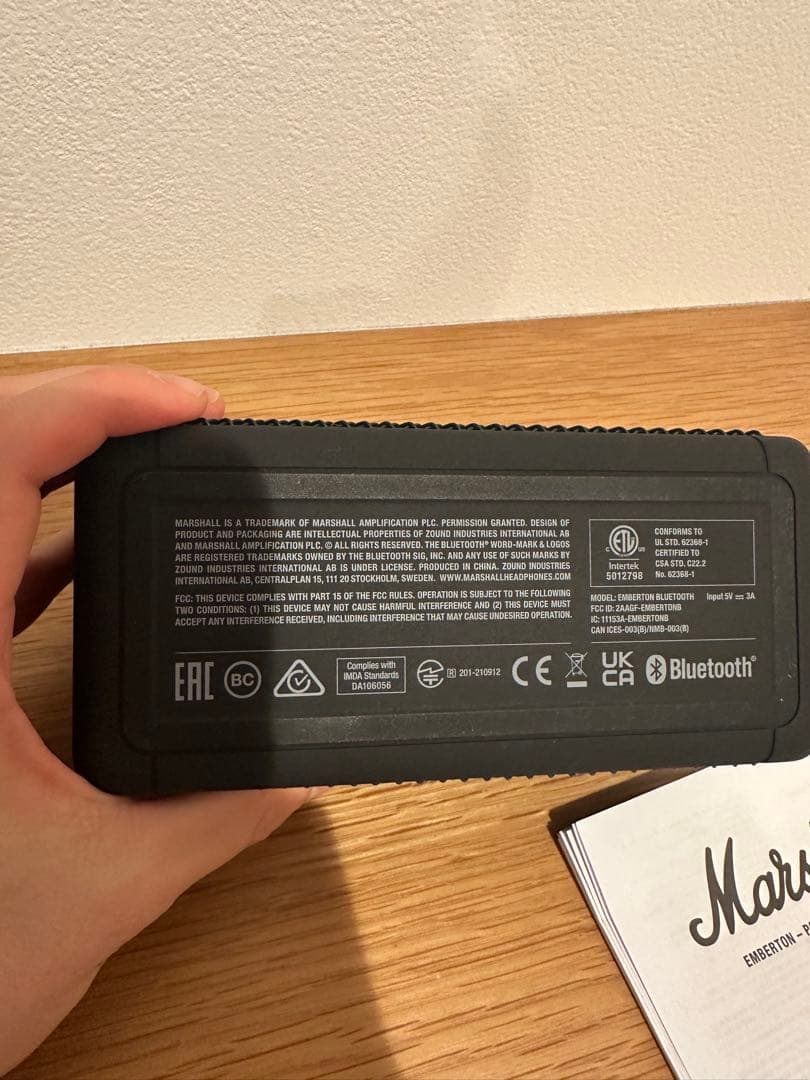 MARSHALL IS A TRADEMARK OF MARSHALL AMPLIFICATION PLC. PERMISSION GRANTED. DESIGN OF
PRODUCT AND PACKAGING ARE INTELLECTUAL PROPERTIES OF ZOUND INDUSTRIES INTERNATIONAL AB
AND MARSHALL AMPLIFICATION PLC. © ALL RIGHTS RESERVED. THE BLUETOOTH® WORD-MARK & LOGOS
ARE REGISTERED TRADEMARKS OWNED BY THE BLUETOOTH SIG, INC. AND ANY USE OF SUCH MARKS BY
ZOUND INDUSTRIES INTERNATIONAL AB IS UNDER LICENSE. PRODUCED IN CHINA. ZOUND INDUSTRIES
INTERNATIONAL AB, CENTRALPLAN 15, 111 20 STOCKHOLM, SWEDEN. WWW.MARSHALLHEADPHONES.COM
FCC: THIS DEVICE COMPLIES WITH PART 15 OF THE FCC RULES. OPERATION IS SUBJECT TO THE FOLLOWING
TWO CONDITIONS: (1) THIS DEVICE MAY NOT CAUSE HARMFUL INTERFERENCE AND (2) THIS DEVICE MUST
ACCEPT ANY INTERFERENCE RECEIVED, INCLUDING INTERFERENCE THAT MAY CAUSE UNDESIRED OPERATION.
C ETL US
Intertek
5012798
CONFORMS TO
UL STD. 62368-1
CERTIFIED TO
CSA STD. C22.2
No. 62368-1
MODEL: EMBERTON BLUETOOTH Input 5V ⎓ 3A
FCC ID: 2AAGF-EMBERTDNB
IC: 11153A-EMBERTONB
CAN ICES-003(B)/NMB-003(B)
EAC
BC
Complies with
IMDA Standards
DA106056
R 201-210912
CE
UK
CA
Bluetooth®
Mars
EMBERTON –